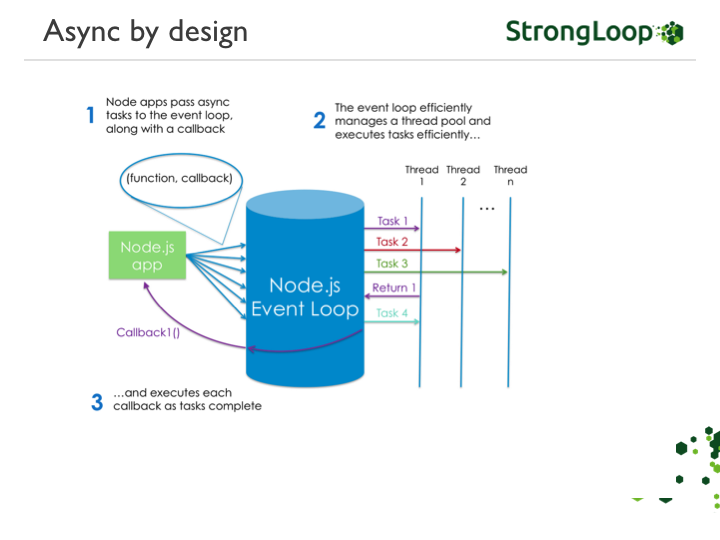 Async by design
StrongLoop
1
Node apps pass async
tasks to the event loop,
along with a callback
2
The event loop efficiently
manages a thread pool and
executes tasks efficiently...
(function, callback)
Thread
1
Thread
2
...
Thread
n
Node.js
app
Node.js
Event Loop
Task 1
Task 2
Task 3
Return 1
Task 4
Callback1()
3
...and executes each
callback as tasks complete